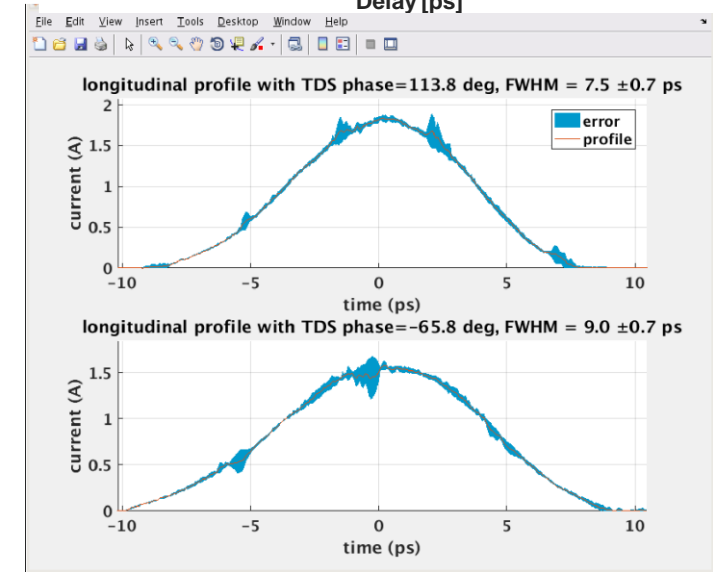 Delay [ps]
File Edit View Insert Tools Desktop Window Help
longitudinal profile with TDS phase=113.8 deg, FWHM = 7.5 ±0.7 ps
2
1.5
1
0.5
0
current (A)
error
profile
-10 -5 0 5 10
time (ps)
longitudinal profile with TDS phase=-65.8 deg, FWHM = 9.0 ±0.7 ps
1.5
1
0.5
0
current (A)
-10 -5 0 5 10
time (ps)